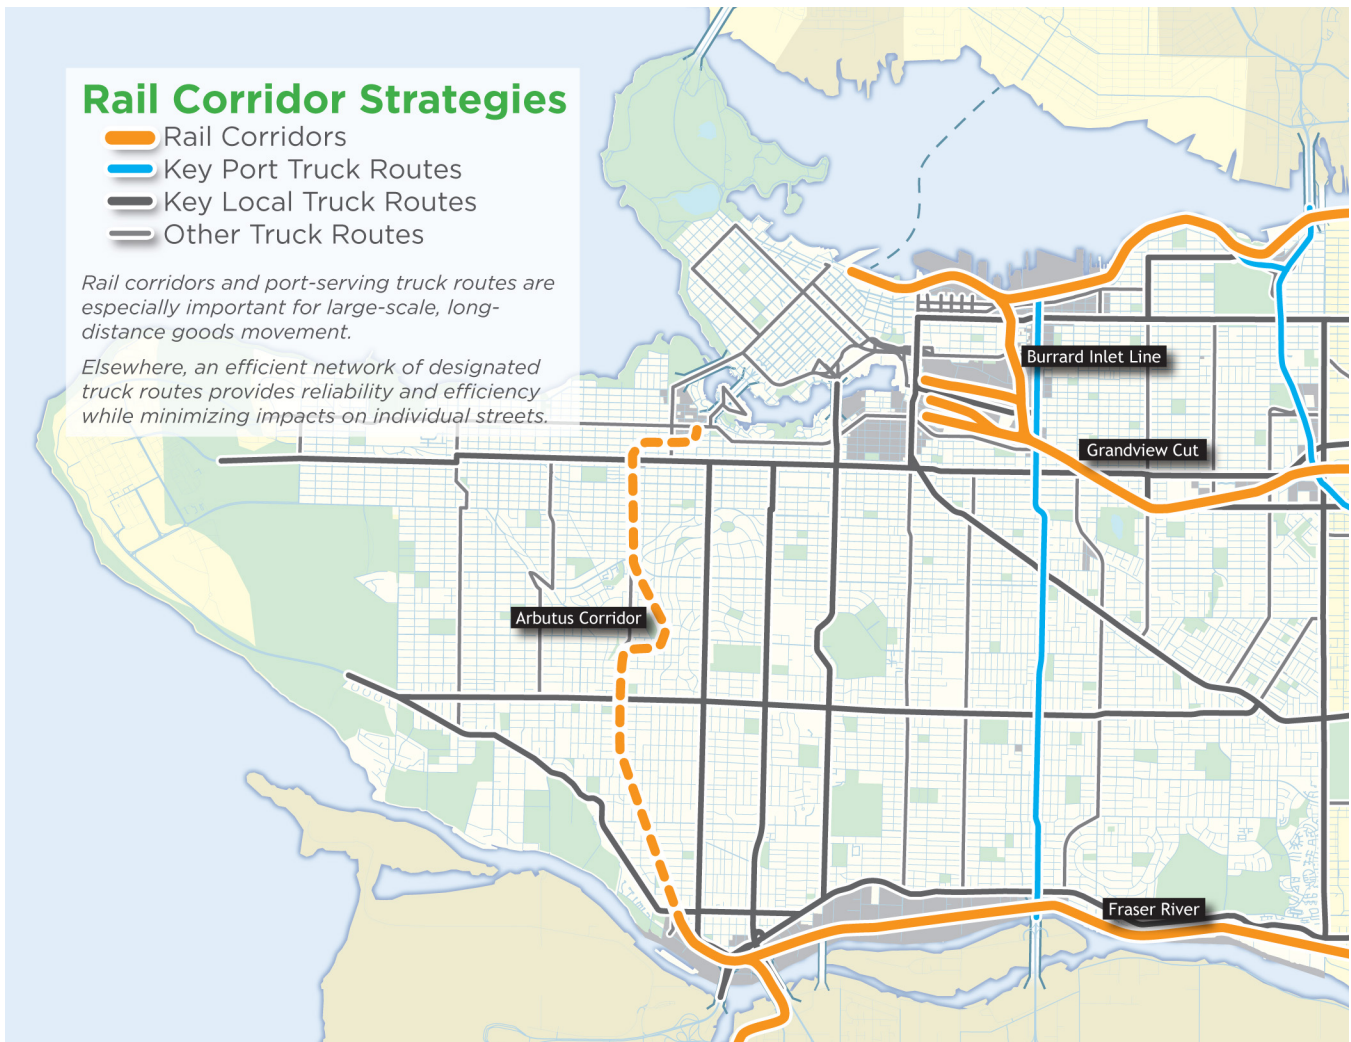 Rail Corridor Strategies
Rail Corridors
Key Port Truck Routes
Key Local Truck Routes
Other Truck Routes
Rail corridors and port-serving truck routes are
especially important for large-scale, long-
distance goods movement.
Elsewhere, an efficient network of designated
truck routes provides reliability and efficiency
while minimizing impacts on individual streets.
Burrard Inlet Line
Grandview Cut
Arbutus Corridor
Fraser River